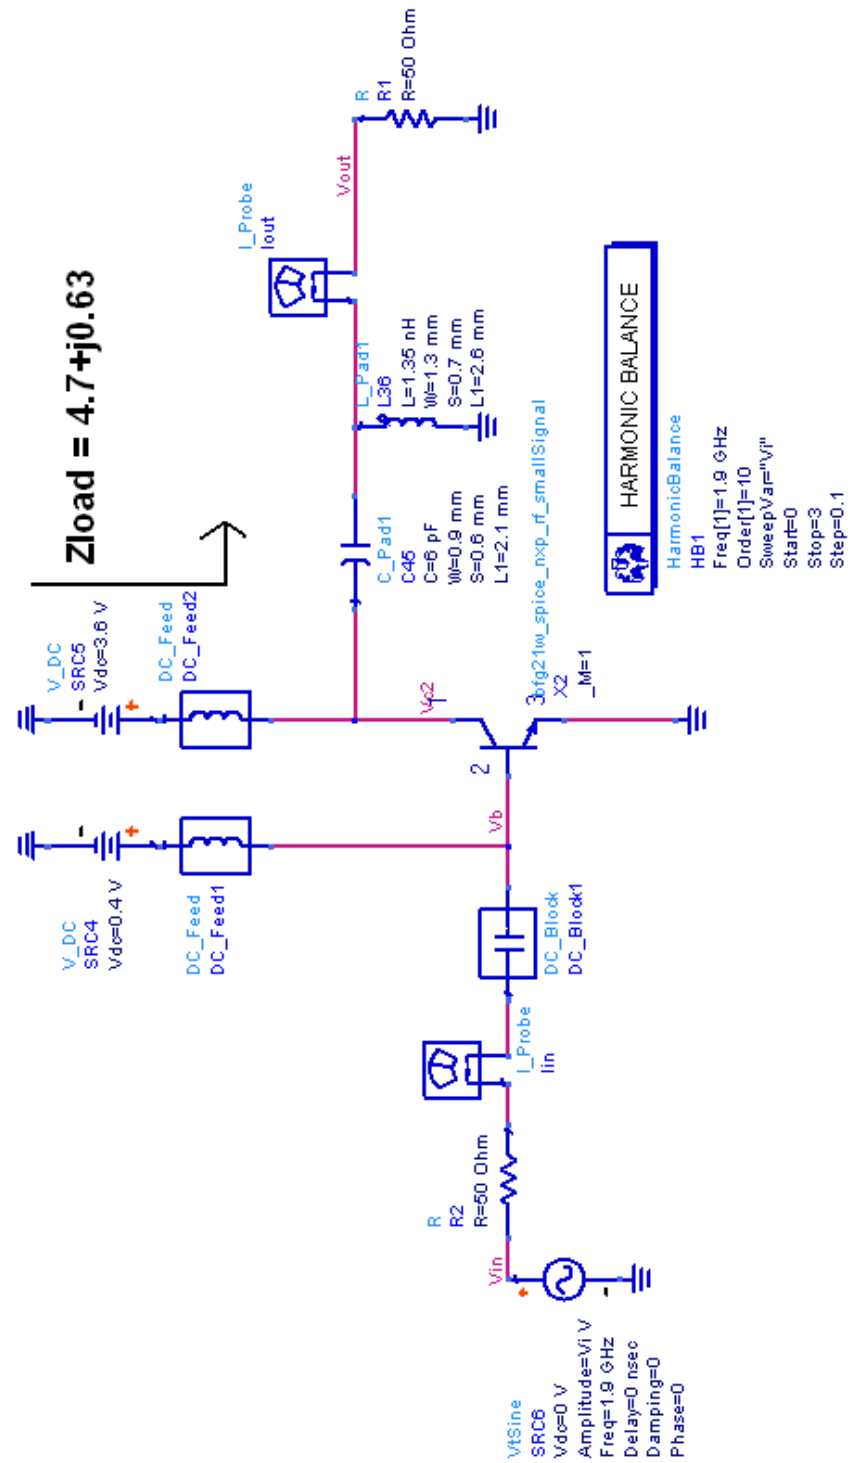 Zload = 4.7+j0.63
V_DC
SRC4
Vdc=0.4 V
-
+
DC_Feed
DC_Feed1
V_DC
SRC5
Vdc=3.6 V
-
+
DC_Feed
DC_Feed2
I_Probe
Iout
Vout
R
R1
R=50 Ohm
C_Pad1
C45
C=6 pF
W=0.9 mm
S=0.6 mm
L1=2.1 mm
L_Pad1
L36
L=1.35 nH
W=1.3 mm
S=0.7 mm
L1=2.6 mm
Vc2
2
3
bfg21w_spice_nxp_rf_smallSignal
X2
_M=1
Vb
DC_Block
DC_Block1
I_Probe
Iin
R
R2
R=50 Ohm
Vin
+
-
VtSine
SRC6
Vdc=0 V
Amplitude=Vi V
Freq=1.9 GHz
Delay=0 nsec
Damping=0
Phase=0
HARMONIC BALANCE
HarmonicBalance
HB1
Freq[1]=1.9 GHz
Order[1]=10
SweepVar="Vi"
Start=0
Stop=3
Step=0.1